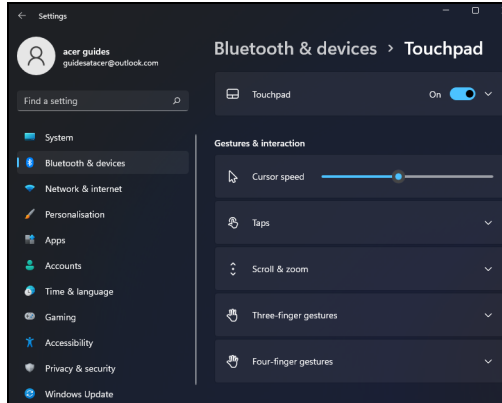 Settings
acer guides
guidesatacer@outlook.com
Find a setting
System
Bluetooth & devices
Network & internet
Personalisation
Apps
Accounts
Time & language
Gaming
Accessibility
Privacy & security
Windows Update
Bluetooth & devices > Touchpad
Touchpad On
Gestures & interaction
Cursor speed
Taps
Scroll & zoom
Three-finger gestures
Four-finger gestures